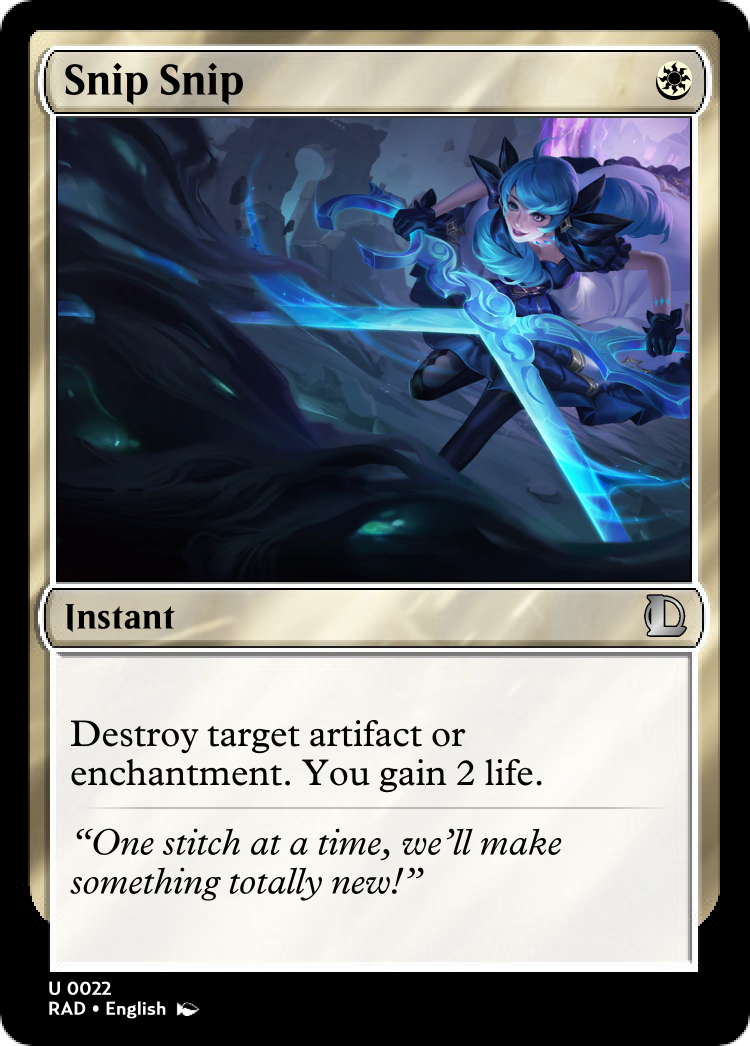 Snip Snip
Instant
Destroy target artifact or
enchantment. You gain 2 life.
“One stitch at a time, we’ll make
something totally new!”
U 0022
RAD • English